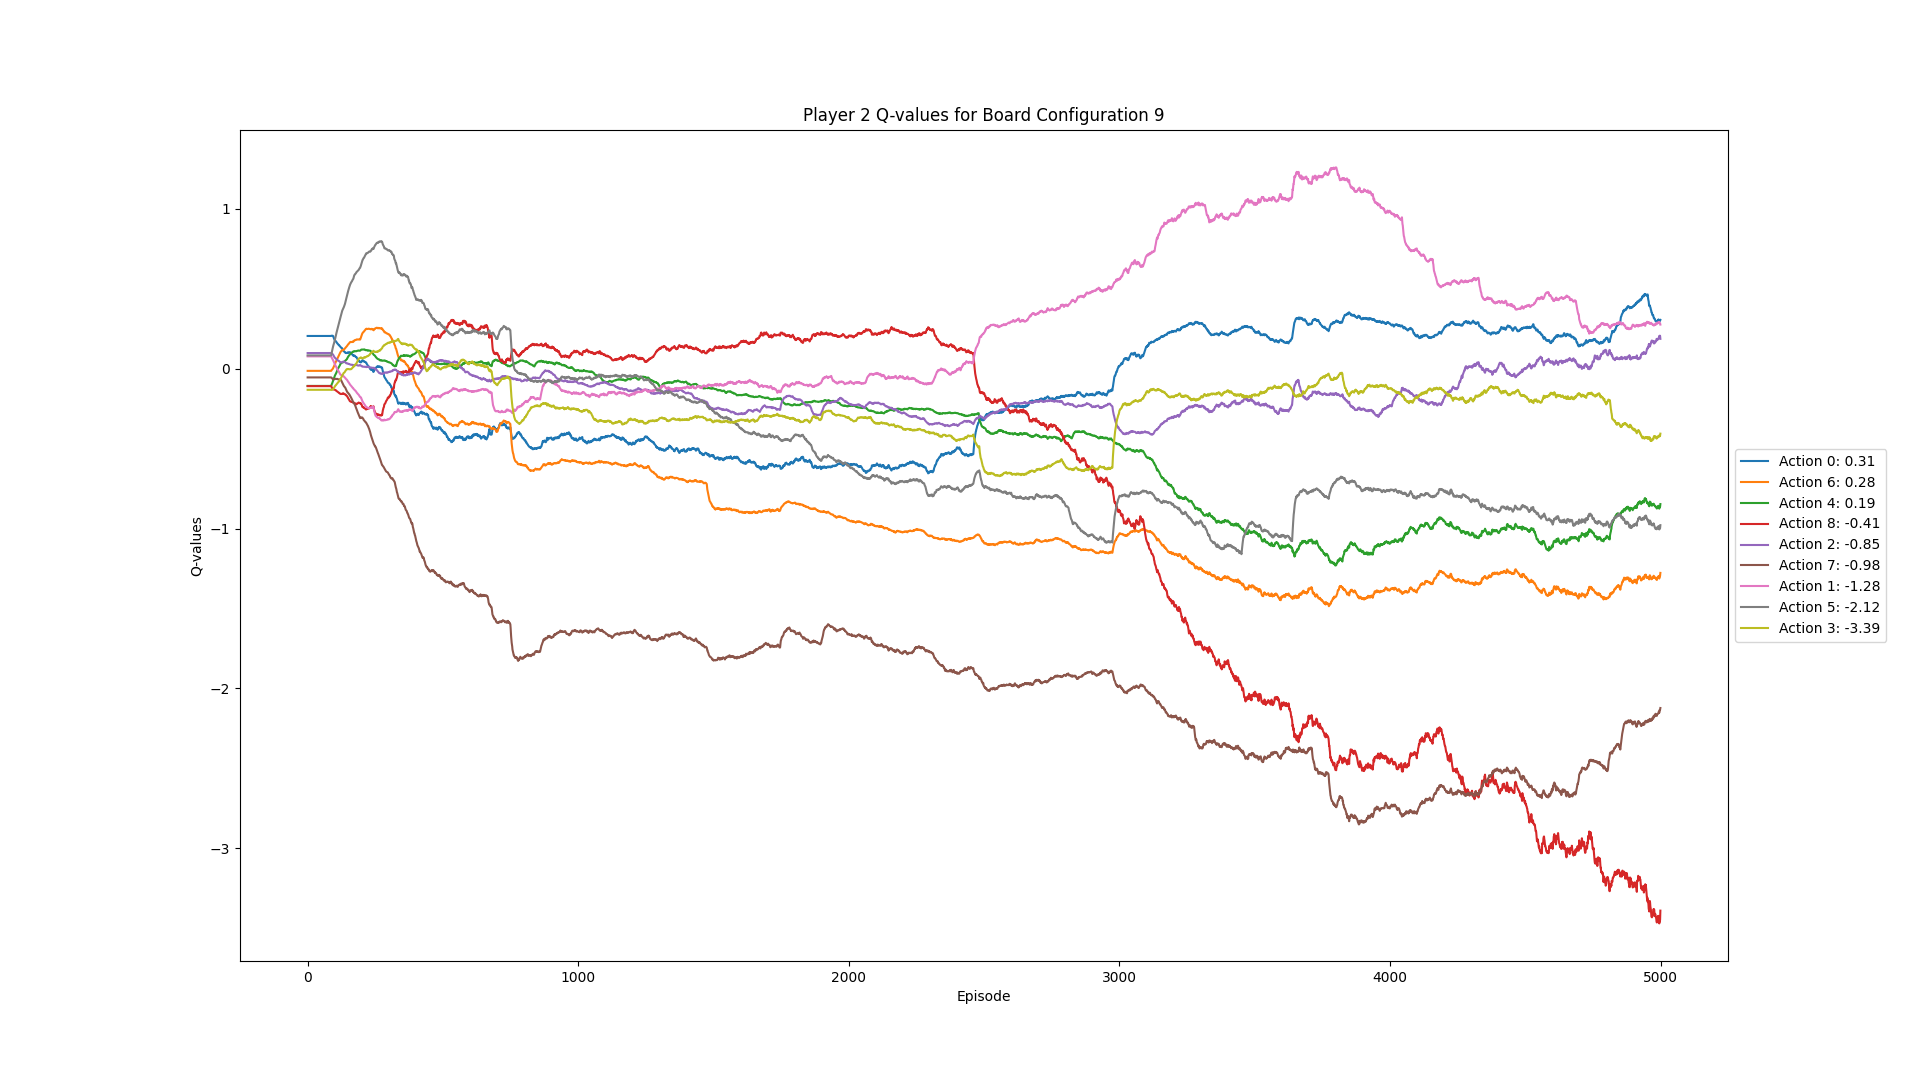 Player 2 Q-values for Board Configuration 9
1
0
−1
−2
−3
Q-values
0
1000
2000
3000
4000
5000
Episode
Action 0: 0.31
Action 6: 0.28
Action 4: 0.19
Action 8: -0.41
Action 2: -0.85
Action 7: -0.98
Action 1: -1.28
Action 5: -2.12
Action 3: -3.39